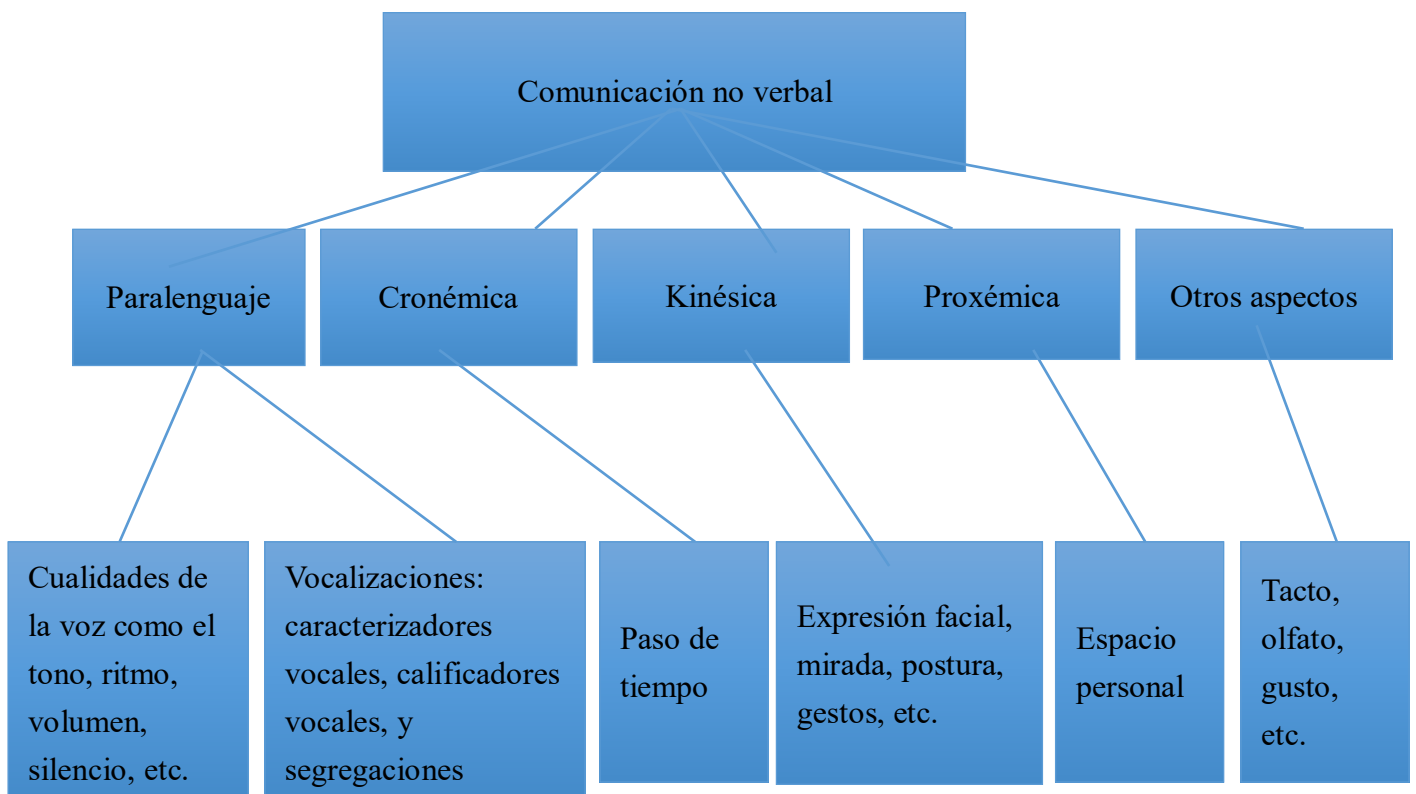 Comunicación no verbal
Paralenguaje
Cronémica
Kinésica
Proxémica
Otros aspectos
Cualidades de
la voz como el
tono, ritmo,
volumen,
silencio, etc.
Vocalizaciones:
caracterizadores
vocales, calificadores
vocales, y
segregaciones
Paso de
tiempo
Expresión facial,
mirada, postura,
gestos, etc.
Espacio
personal
Tacto,
olfato,
gusto,
etc.